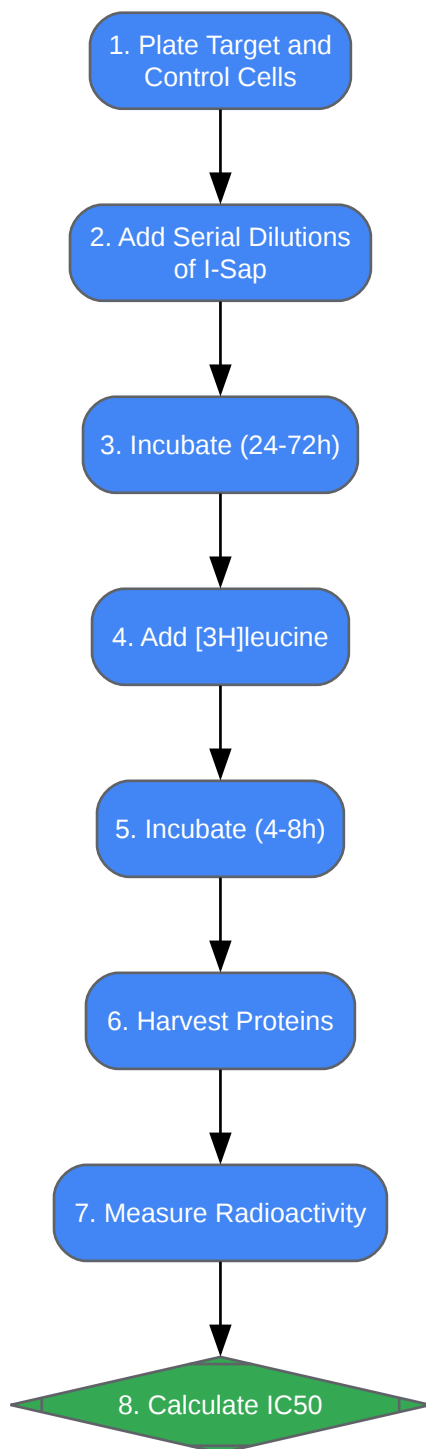 1. Plate Target and
Control Cells
2. Add Serial Dilutions
of I-Sap
3. Incubate (24-72h)
4. Add [3H]leucine
5. Incubate (4-8h)
6. Harvest Proteins
7. Measure Radioactivity
8. Calculate IC50